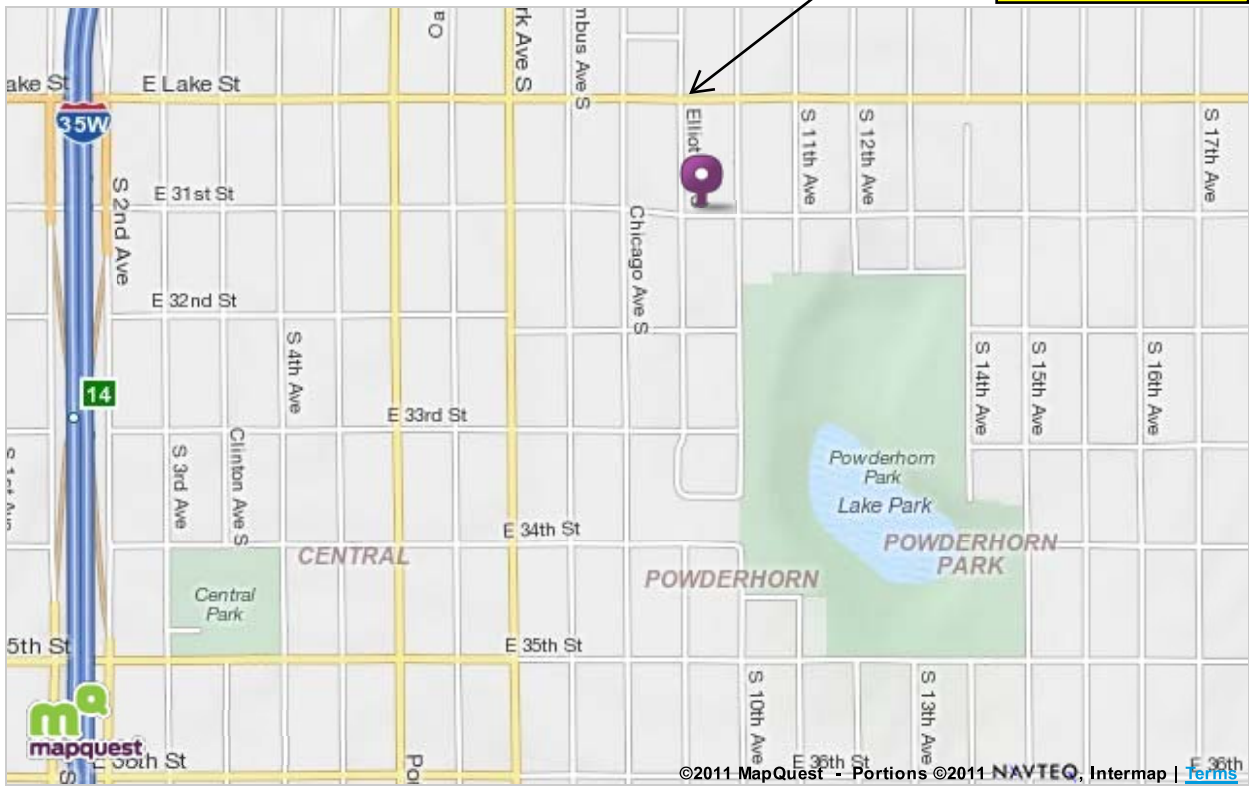 E Lake St
35W
Elliot
S 11th Ave
S 12th Ave
S 17th Ave
E 31st St
S 2nd Ave
Chicago Ave S
E 32nd St
S 4th Ave
S 14th Ave
S 15th Ave
S 16th Ave
14
E 33rd St
S 3rd Ave
Clinton Ave S
Powderhorn
Park
Lake Park
E 34th St
CENTRAL
POWDERHORN
PARK
POWDERHORN
Central
Park
5th St
E 35th St
S 10th Ave
S 13th Ave
mq
mapquest
E 36th St
E 36th
©2011 MapQuest - Portions ©2011 NAVTEQ, Intermap | Terms
ake St
rk Ave S
mbus Ave S